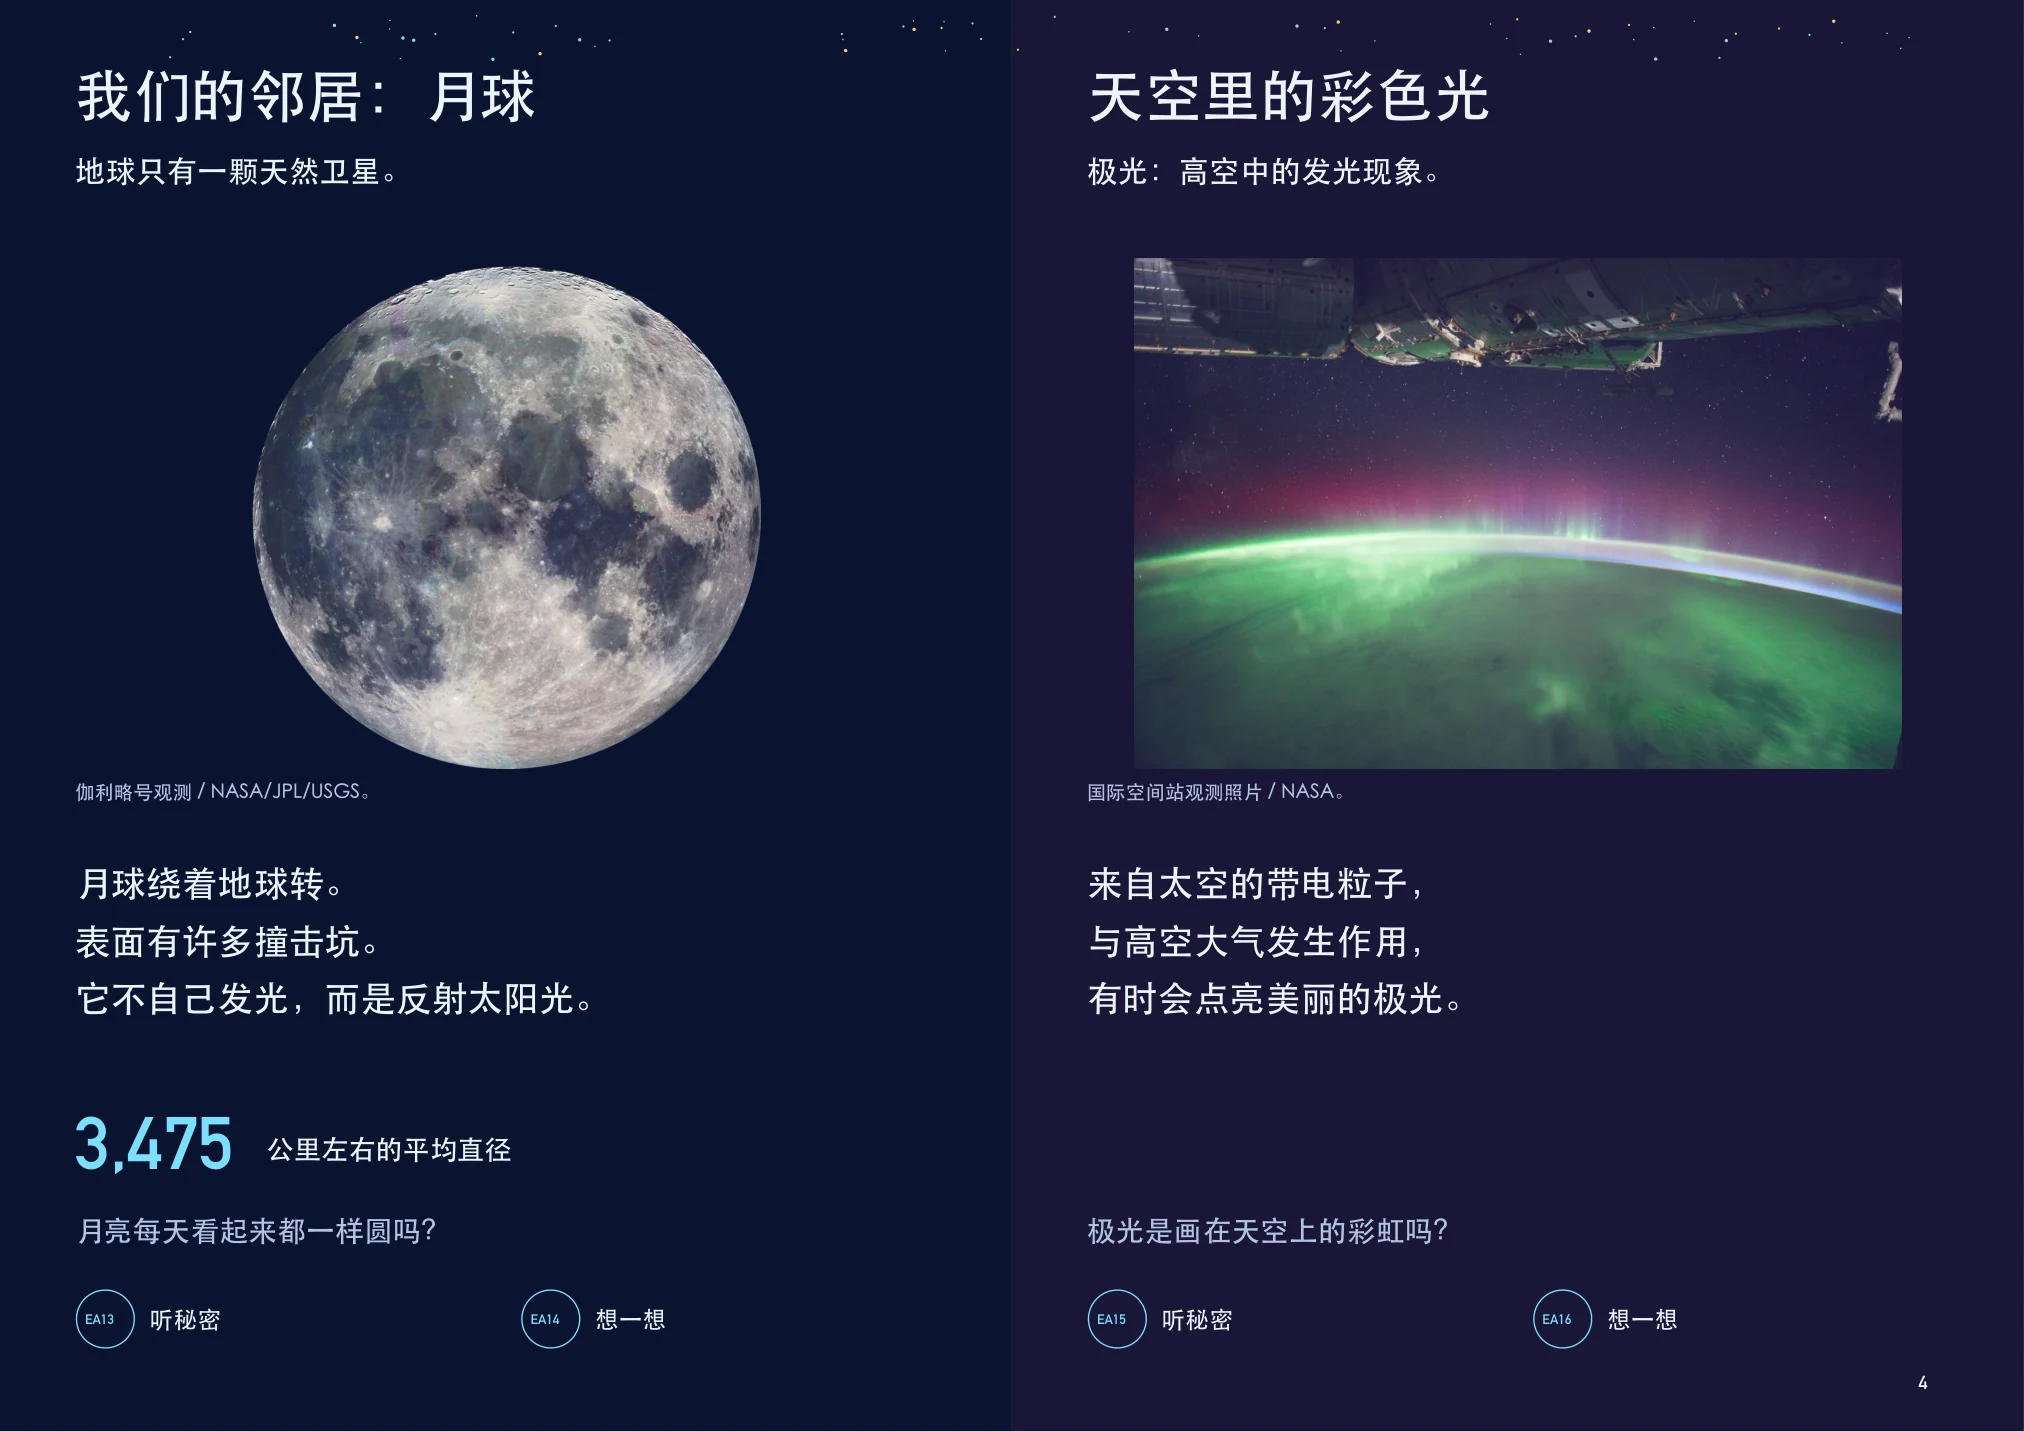 我们的邻居：月球
地球只有一颗天然卫星。
伽利略号观测 / NASA/JPL/USGS。
月球绕着地球转。
表面有许多撞击坑。
它不自己发光，而是反射太阳光。
3,475 公里左右的平均直径
月亮每天看起来都一样圆吗？
EA13 听秘密
EA14 想一想
天空里的彩色光
极光：高空中的发光现象。
国际空间站观测照片 / NASA。
来自太空的带电粒子，
与高空大气发生作用，
有时会点亮美丽的极光。
极光是画在天空上的彩虹吗？
EA15 听秘密
EA16 想一想
4